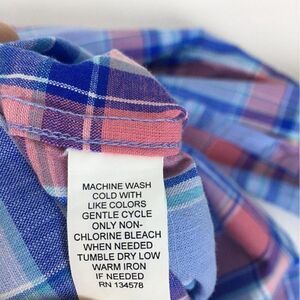 MACHINE WASH
COLD WITH
LIKE COLORS
GENTLE CYCLE
ONLY NON-
CHLORINE BLEACH
WHEN NEEDED
TUMBLE DRY LOW
WARM IRON
IF NEEDED
RN 134578